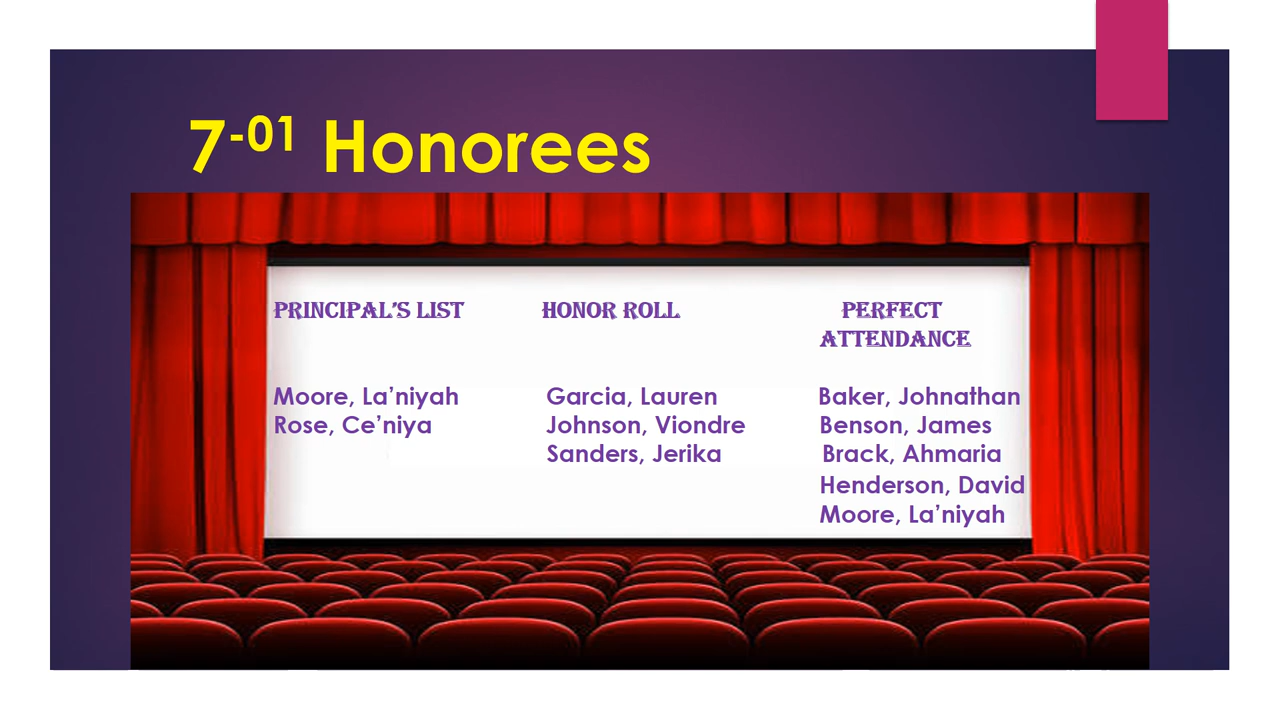 7-01 Honorees
PRINCIPAL’S LIST
Moore, La’niyah
Rose, Ce’niya
HONOR ROLL
Garcia, Lauren
Johnson, Viondre
Sanders, Jerika
PERFECT
ATTENDANCE
Baker, Johnathan
Benson, James
Brack, Ahmaria
Henderson, David
Moore, La’niyah